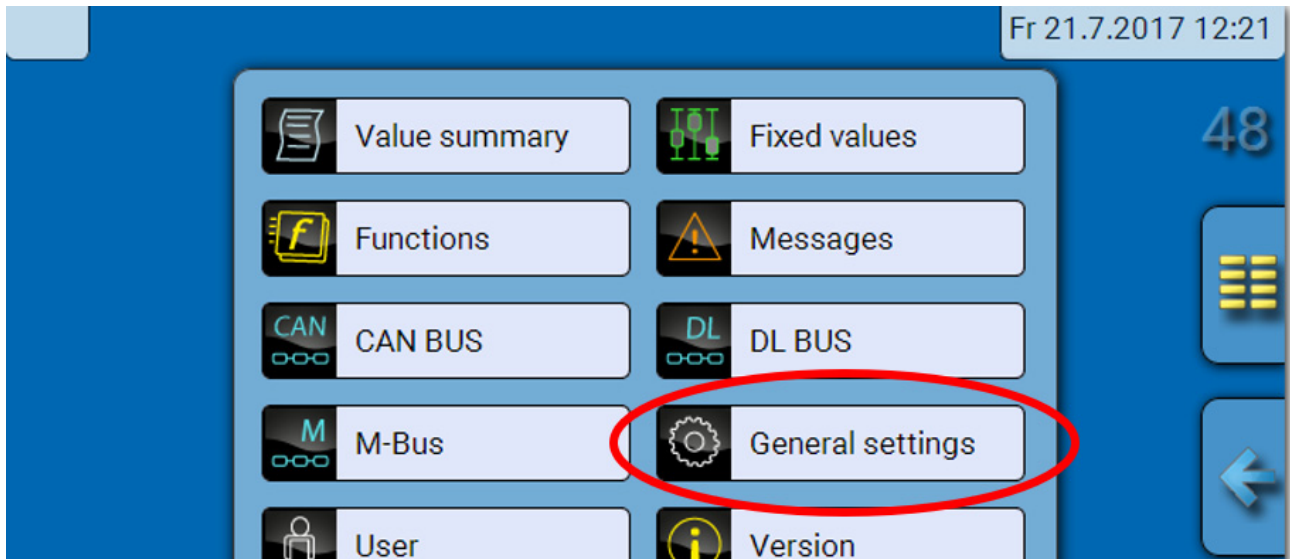 Fr 21.7.2017 12:21
48
Value summary
Fixed values
f Functions
Messages
CAN CAN BUS
DL DL BUS
M M-Bus
General settings
User
i Version